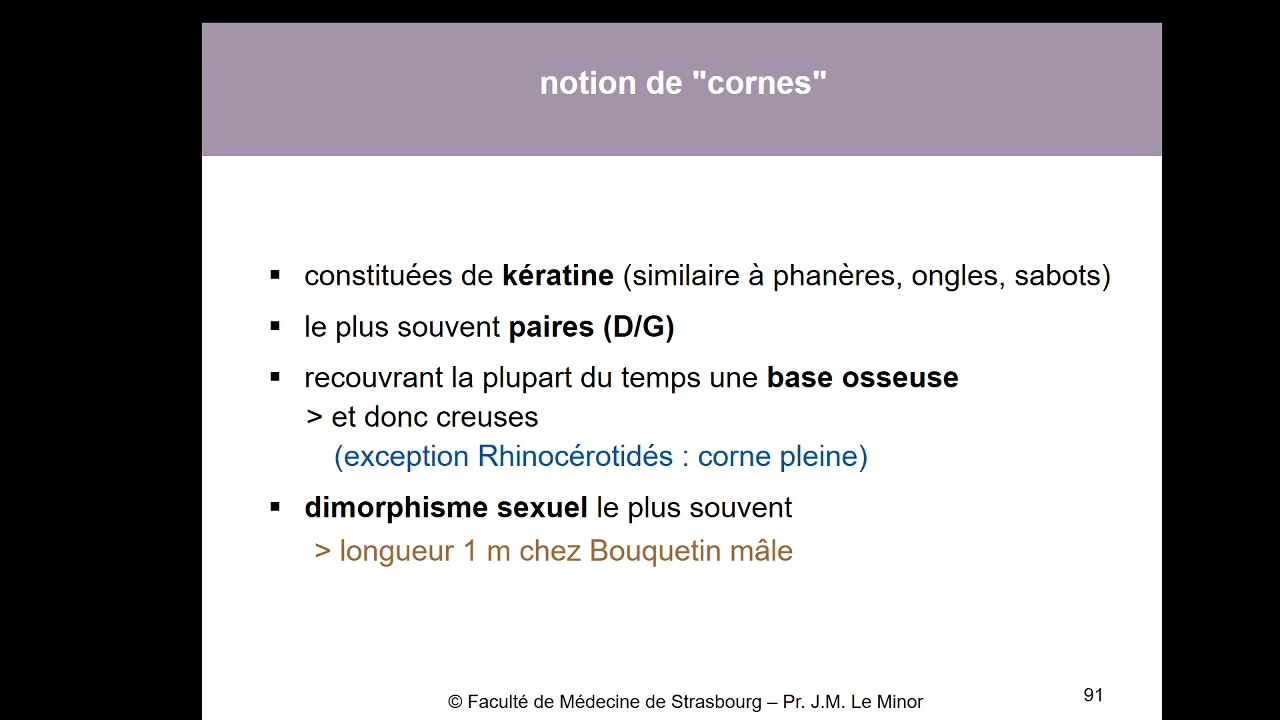 notion de "cornes"
▪ constituées de kératine (similaire à phanères, ongles, sabots)
▪ le plus souvent paires (D/G)
▪ recouvrant la plupart du temps une base osseuse
> et donc creuses
(exception Rhinocérotidés : corne pleine)
▪ dimorphisme sexuel le plus souvent
> longueur 1 m chez Bouquetin mâle
© Faculté de Médecine de Strasbourg – Pr. J.M. Le Minor
91